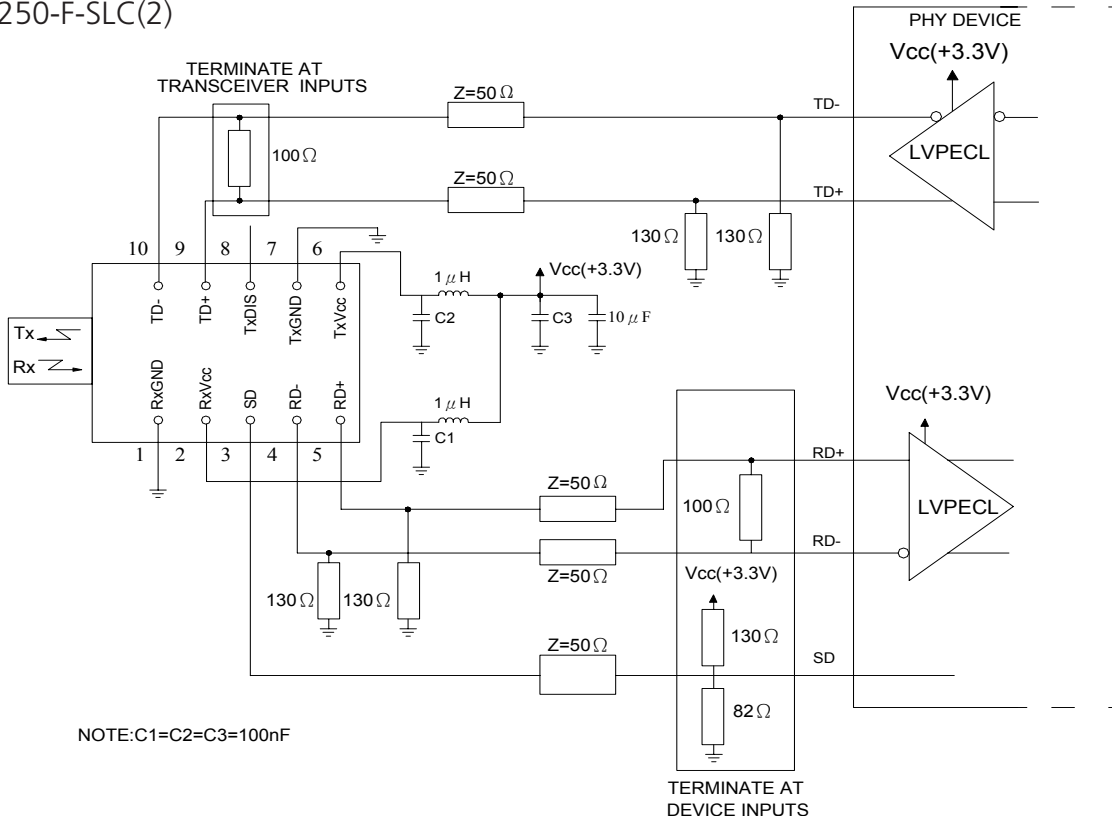 250-F-SLC(2)
PHY DEVICE
Vcc(+3.3V)
TERMINATE AT
TRANSCEIVER INPUTS
Z=50Ω
TD-
LVPECL
100Ω
Z=50Ω
TD+
130Ω 130Ω
10 9 8 7 6
1μH
Vcc(+3.3V)
TD- TD+ TxDIS TxGND TxVcc
C2 C3 10μF
Tx
Rx
RxGND RxVcc SD RD- RD+
1μH
Vcc(+3.3V)
C1
1 2 3 4 5
RD+
Z=50Ω
100Ω
LVPECL
RD-
Z=50Ω
Vcc(+3.3V)
130Ω 130Ω
130Ω
Z=50Ω
SD
82Ω
NOTE:C1=C2=C3=100nF
TERMINATE AT
DEVICE INPUTS